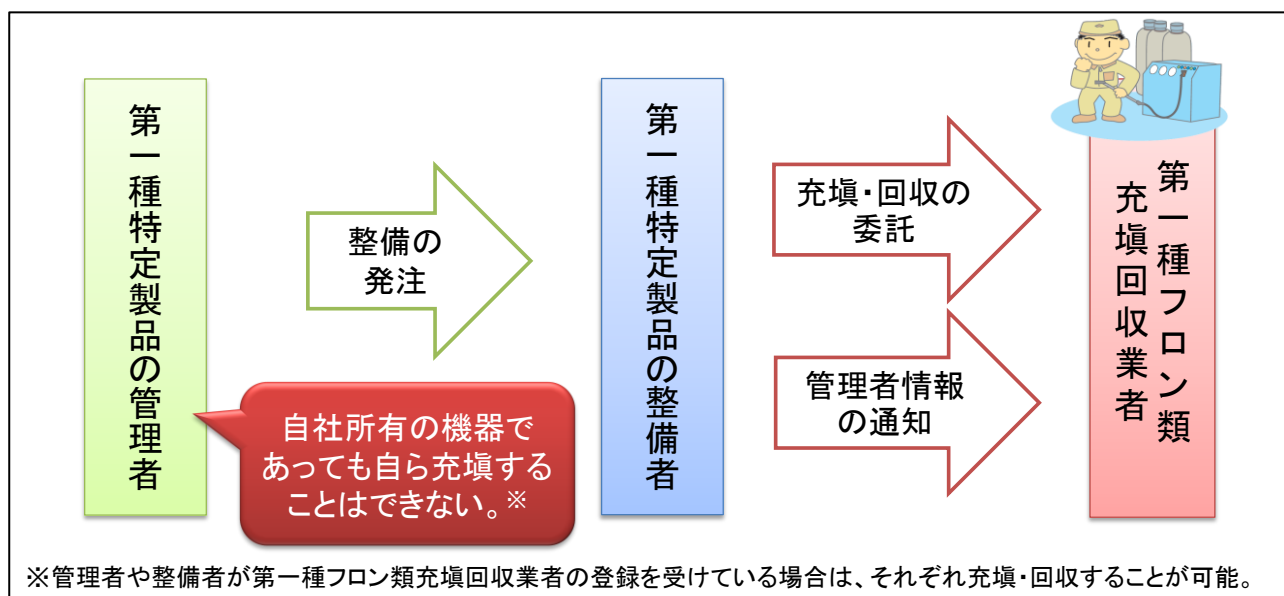 第一種特定製品の管理者
整備の
発注
自社所有の機器で
あっても自ら充塡する
ことはできない。※
第一種特定製品の整備者
充塡・回収の
委託
管理者情報
の通知
第一種フロン類
充塡回収業者
※管理者や整備者が第一種フロン類充塡回収業者の登録を受けている場合は、それぞれ充塡・回収することが可能。